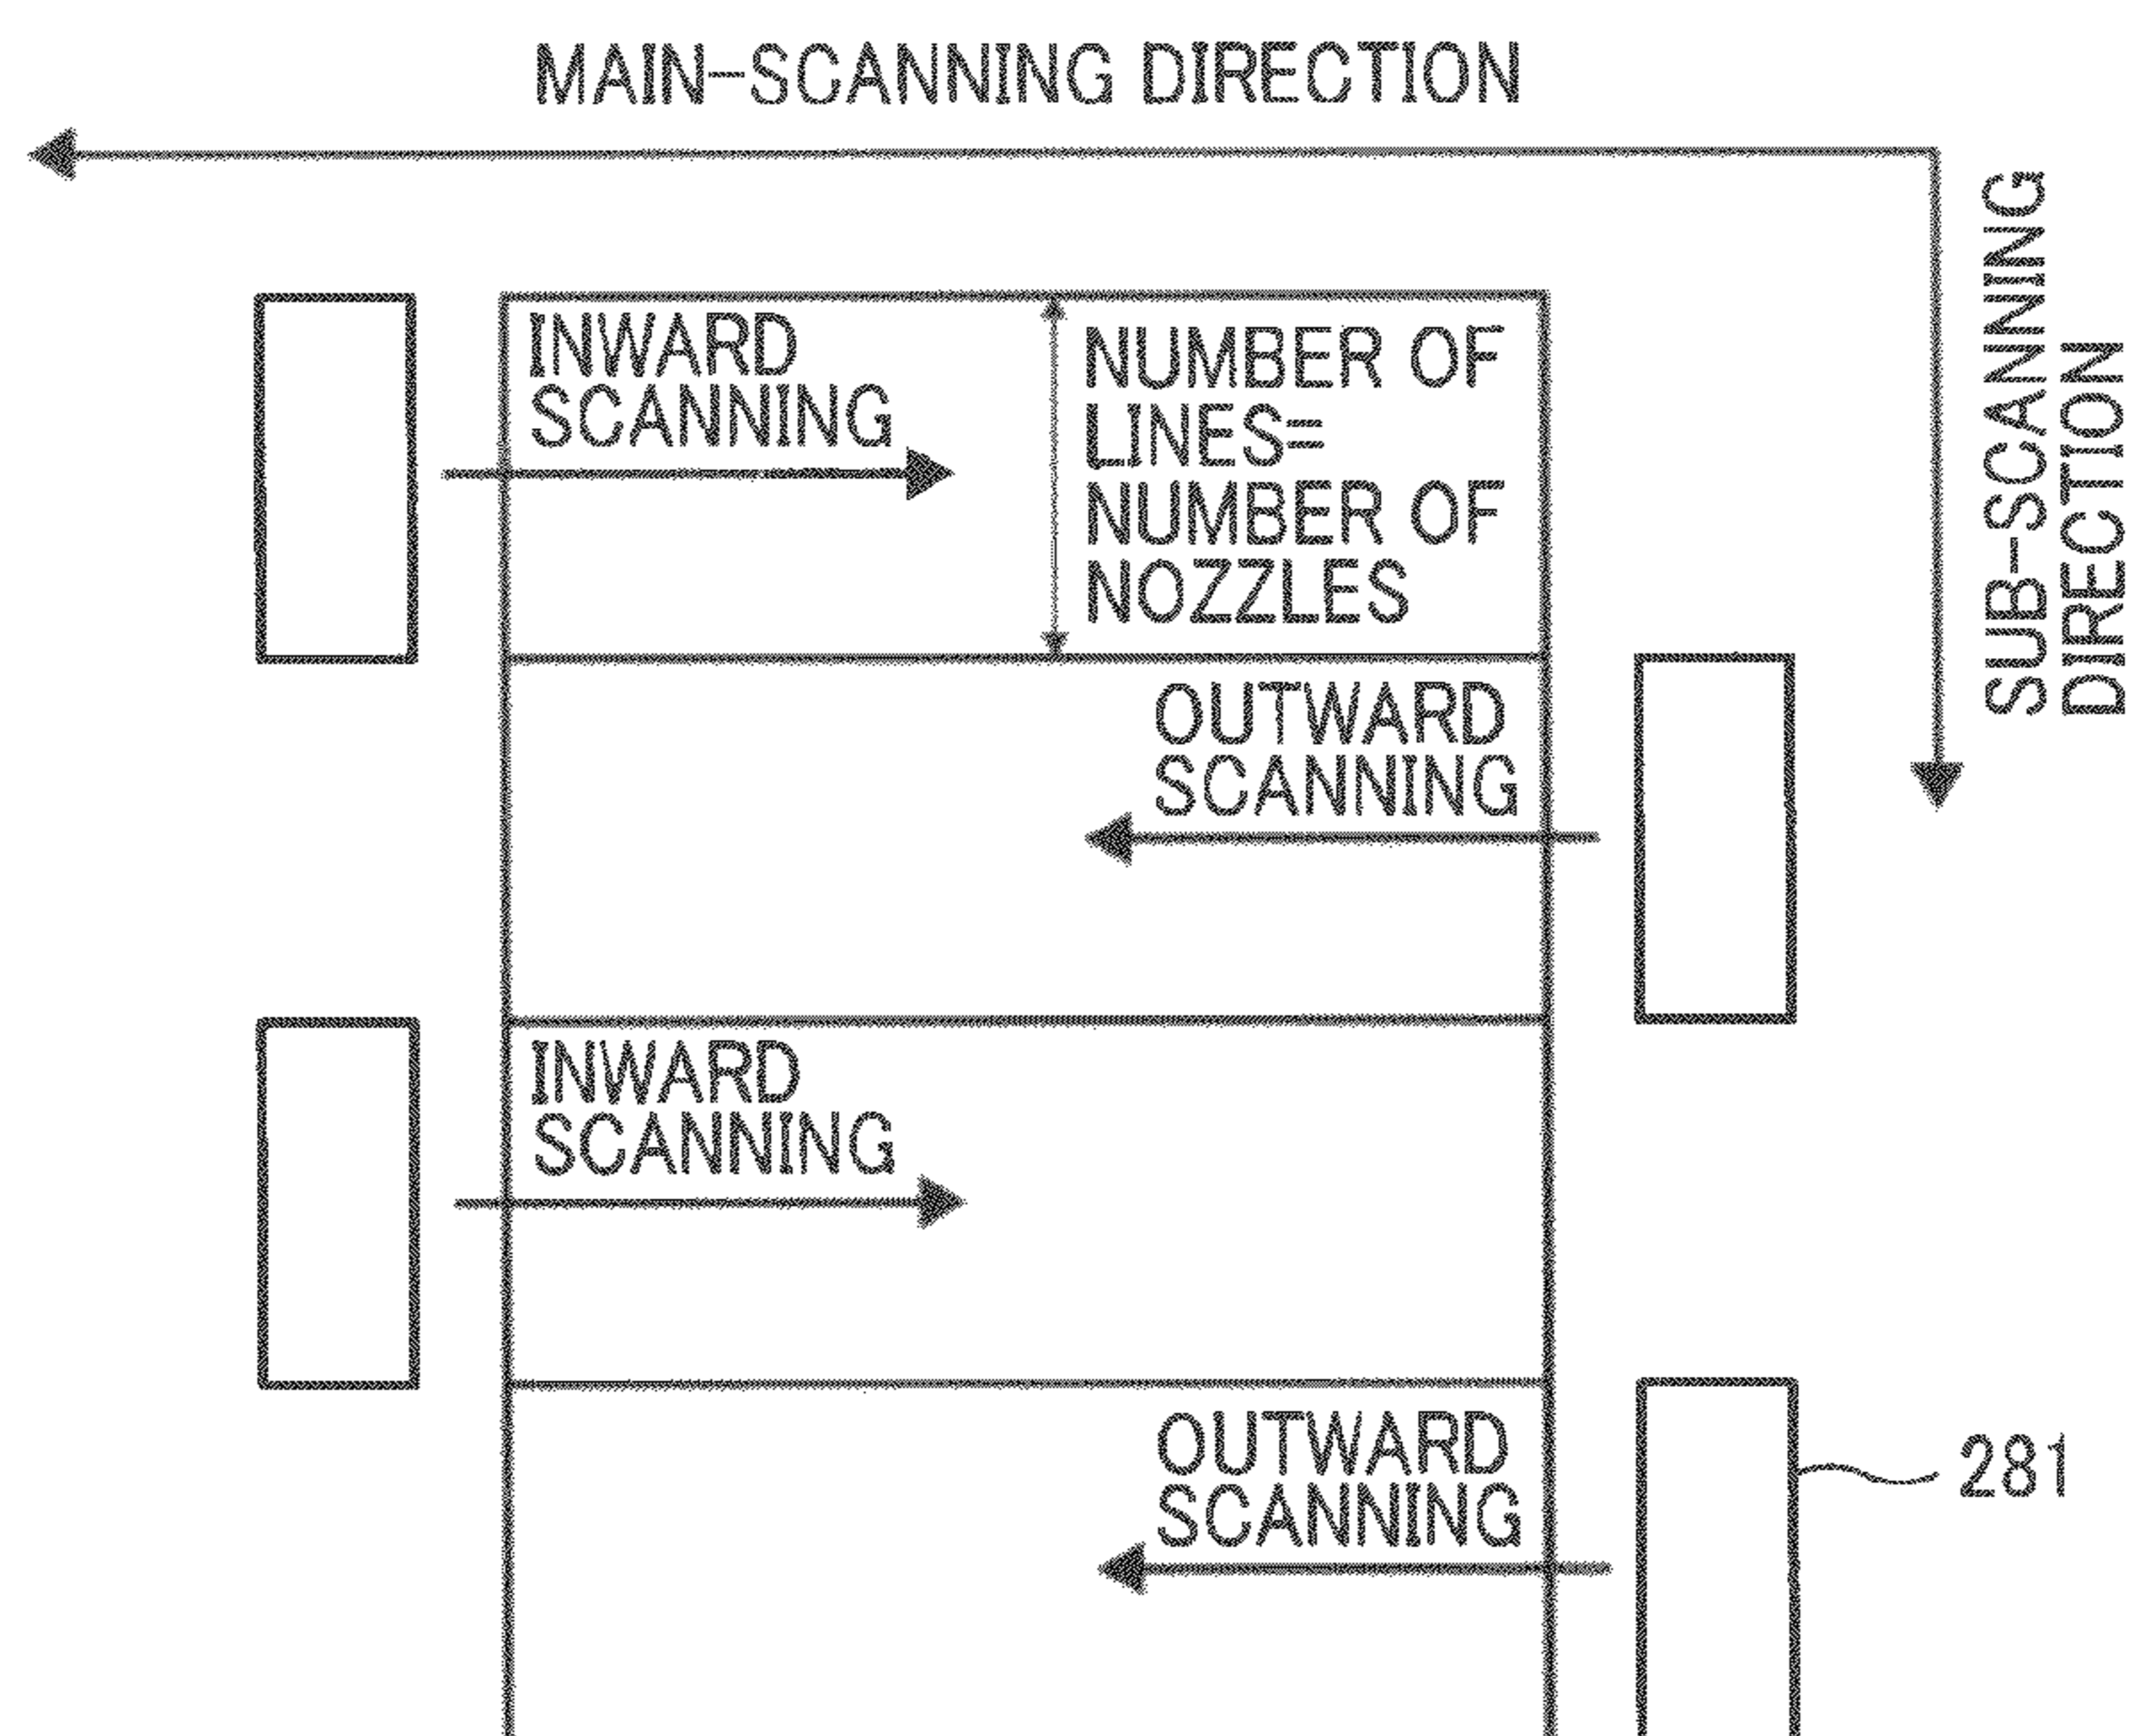 MAIN-SCANNING DIRECTION
SUB-SCANNING
DIRECTION
INWARD
SCANNING
NUMBER OF
LINES=
NUMBER OF
NOZZLES
OUTWARD
SCANNING
INWARD
SCANNING
OUTWARD
SCANNING
281